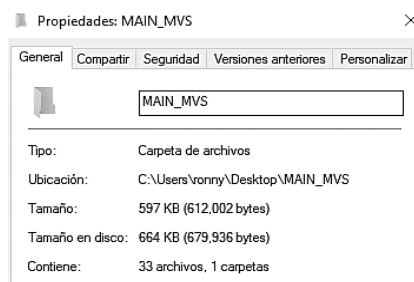 Propiedades: MAIN_MVS
General Compartir Seguridad Versiones anteriores Personalizar
MAIN_MVS
Tipo: Carpeta de archivos
Ubicación: C:\Users\ronny\Desktop\MAIN_MVS
Tamaño: 597 KB (612,002 bytes)
Tamaño en disco: 664 KB (679,936 bytes)
Contiene: 33 archivos, 1 carpetas